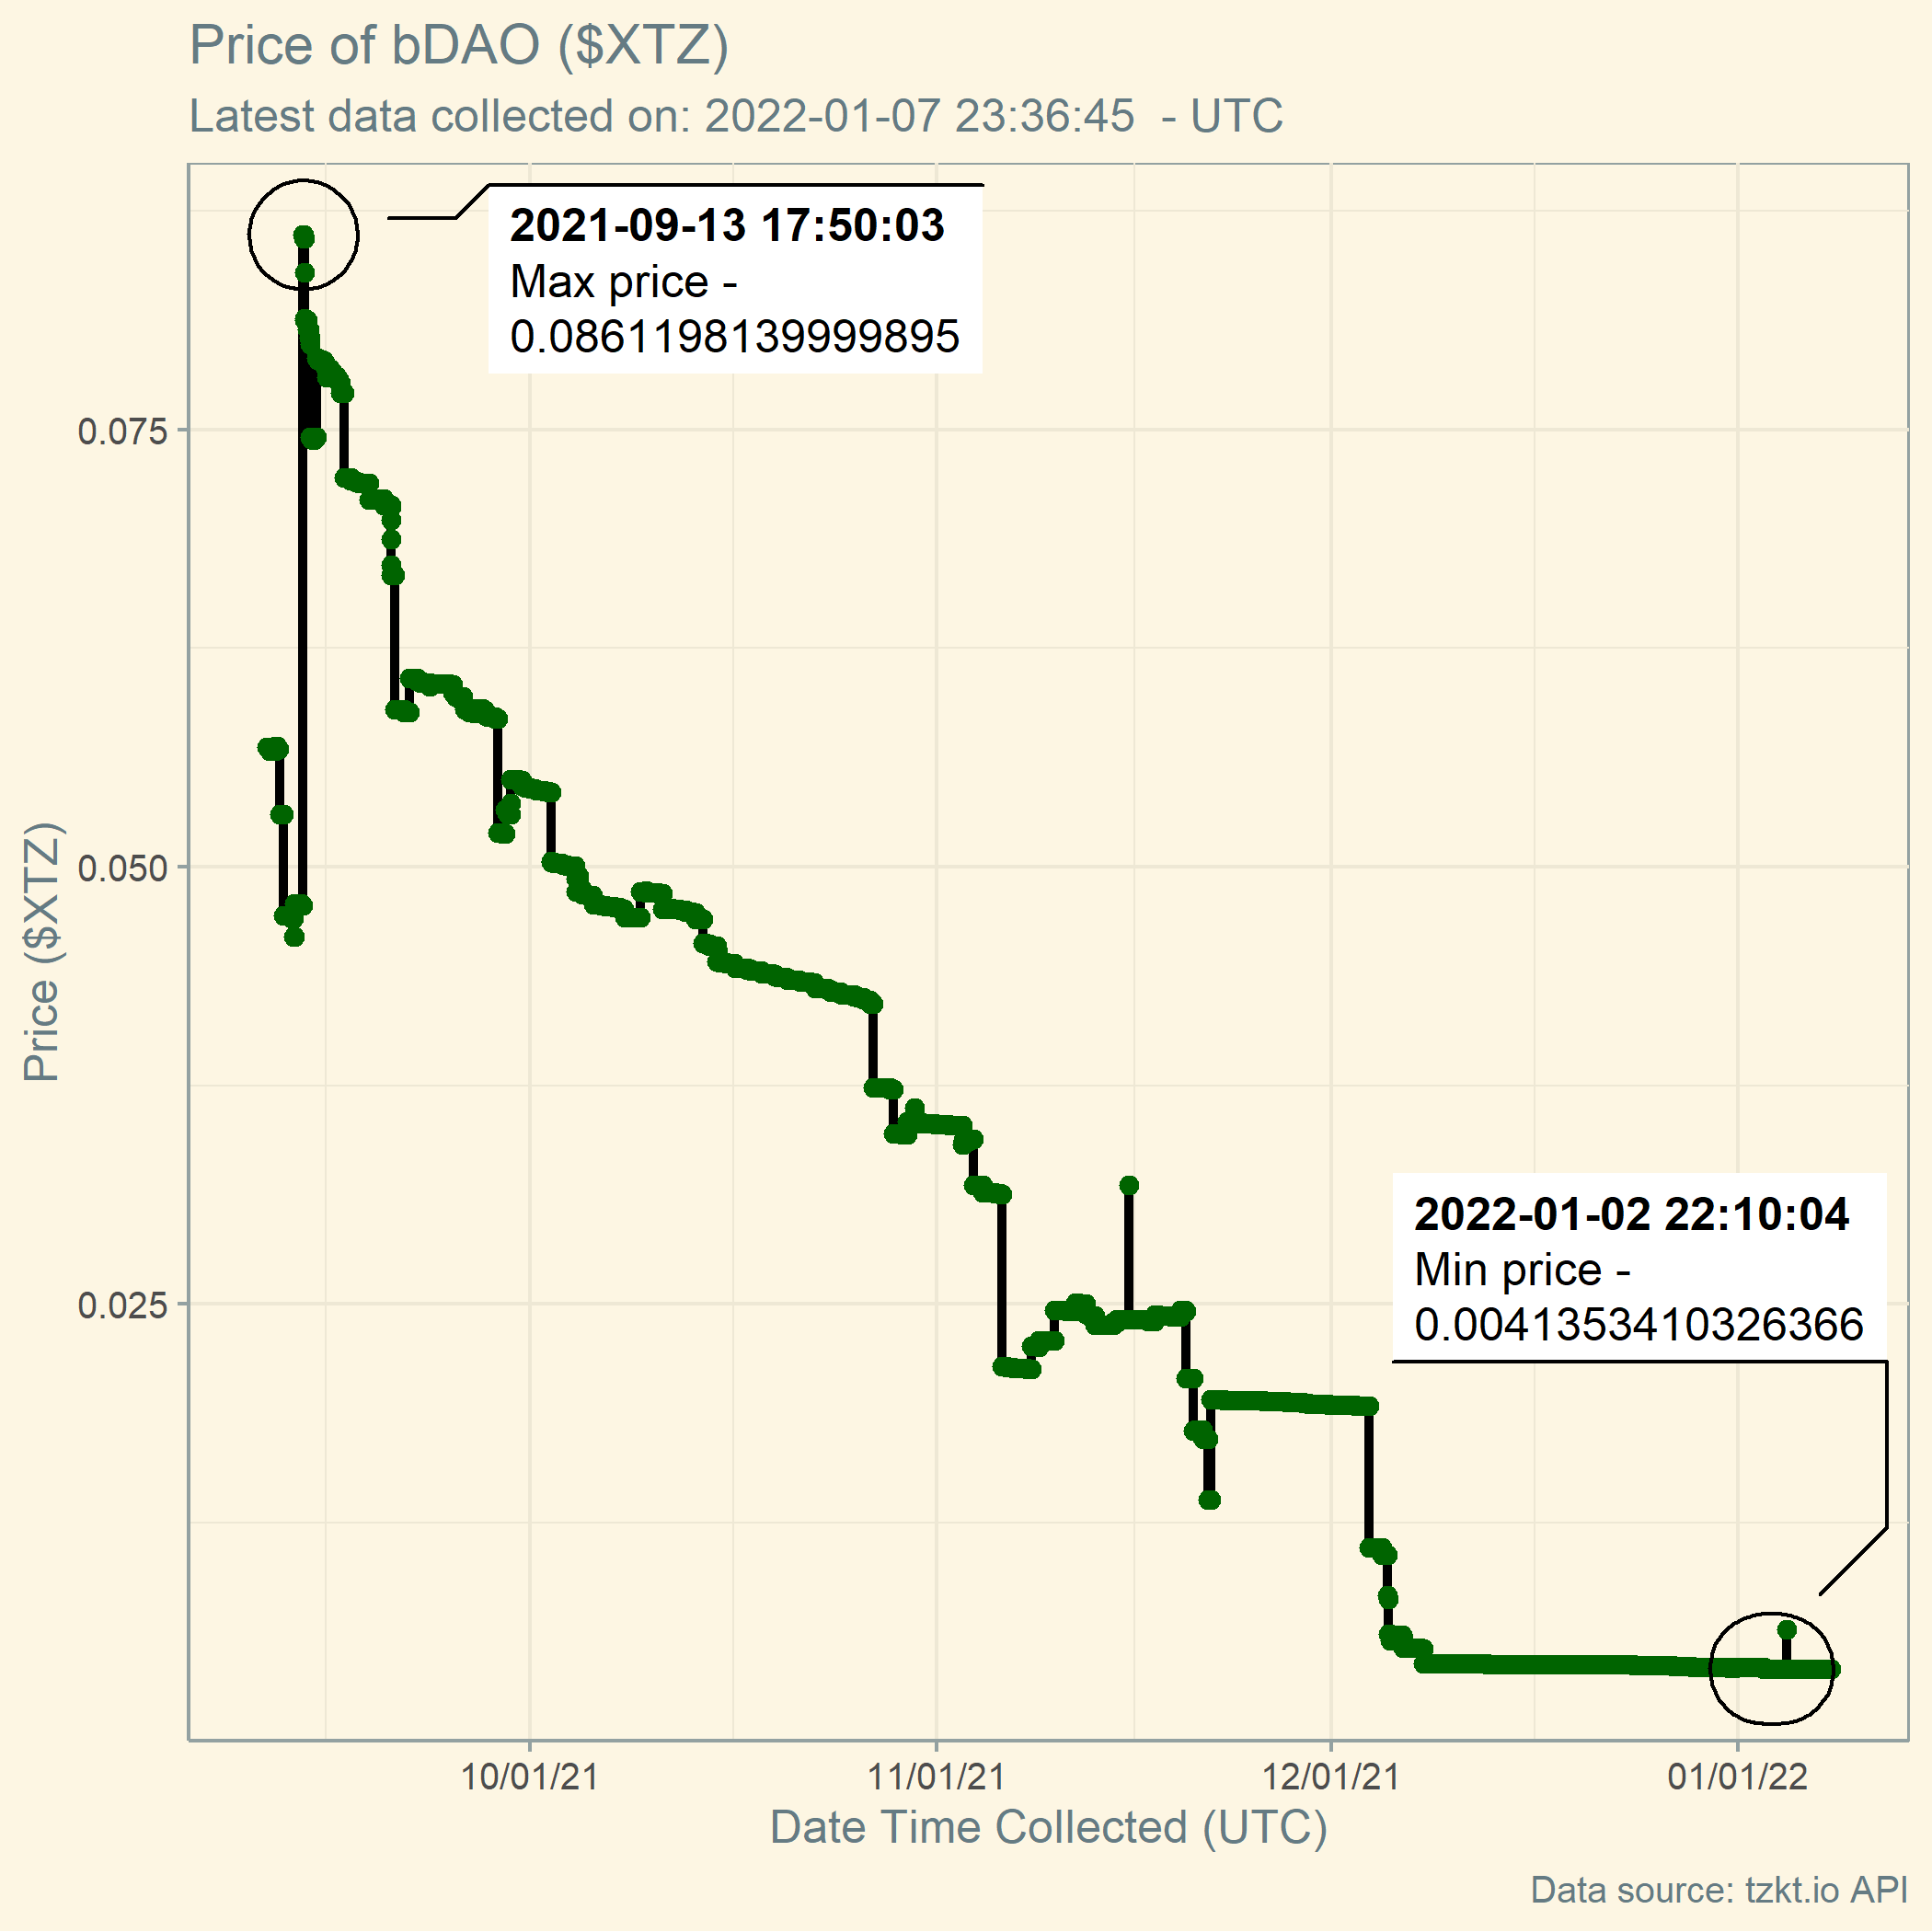 Price of bDAO ($XTZ)
Latest data collected on: 2022-01-07 23:36:45  - UTC
2021-09-13 17:50:03
Max price -
0.0861198139999895
0.075
0.050
0.025
Price ($XTZ)
2022-01-02 22:10:04
Min price -
0.0041353410326366
10/01/21
11/01/21
12/01/21
01/01/22
Date Time Collected (UTC)
Data source: tzkt.io API